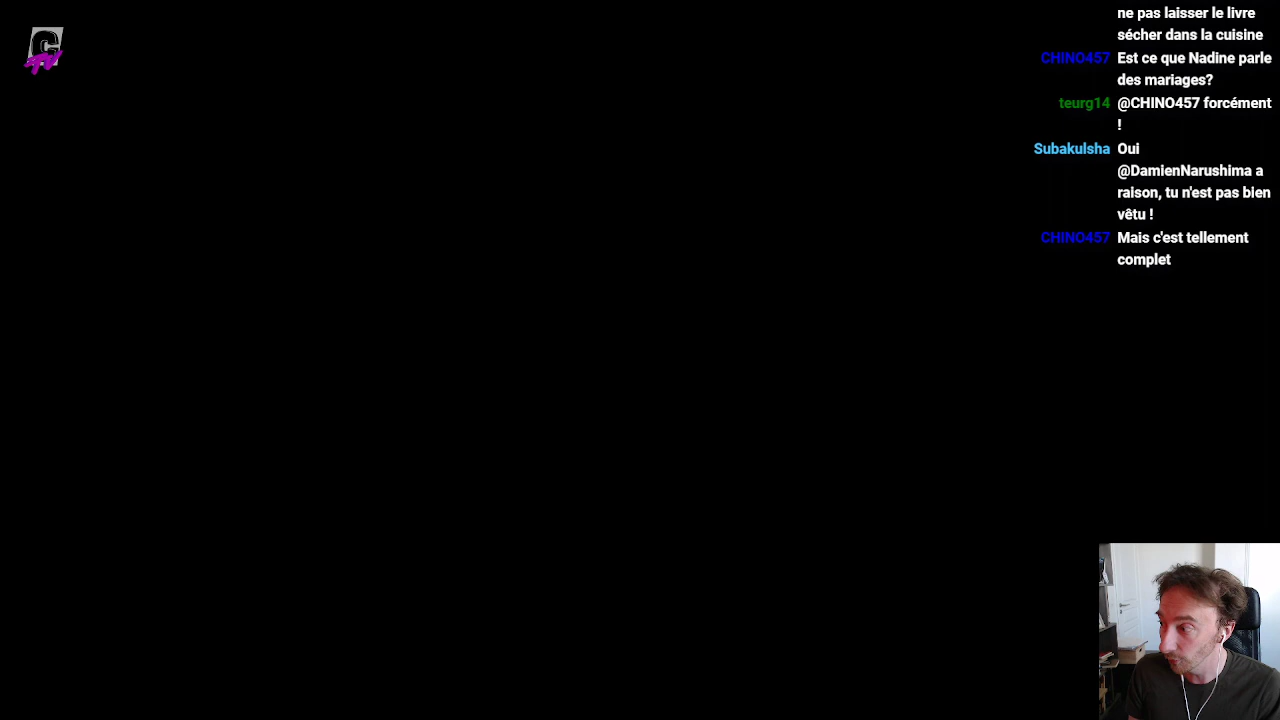 C
TV
ne pas laisser le livre
sécher dans la cuisine
CHINO457 Est ce que Nadine parle
des mariages?
teurg14 @CHINO457 forcément
!
Subakulsha Oui
@DamienNarushima a
raison, tu n'est pas bien
vêtu !
CHINO457 Mais c'est tellement
complet